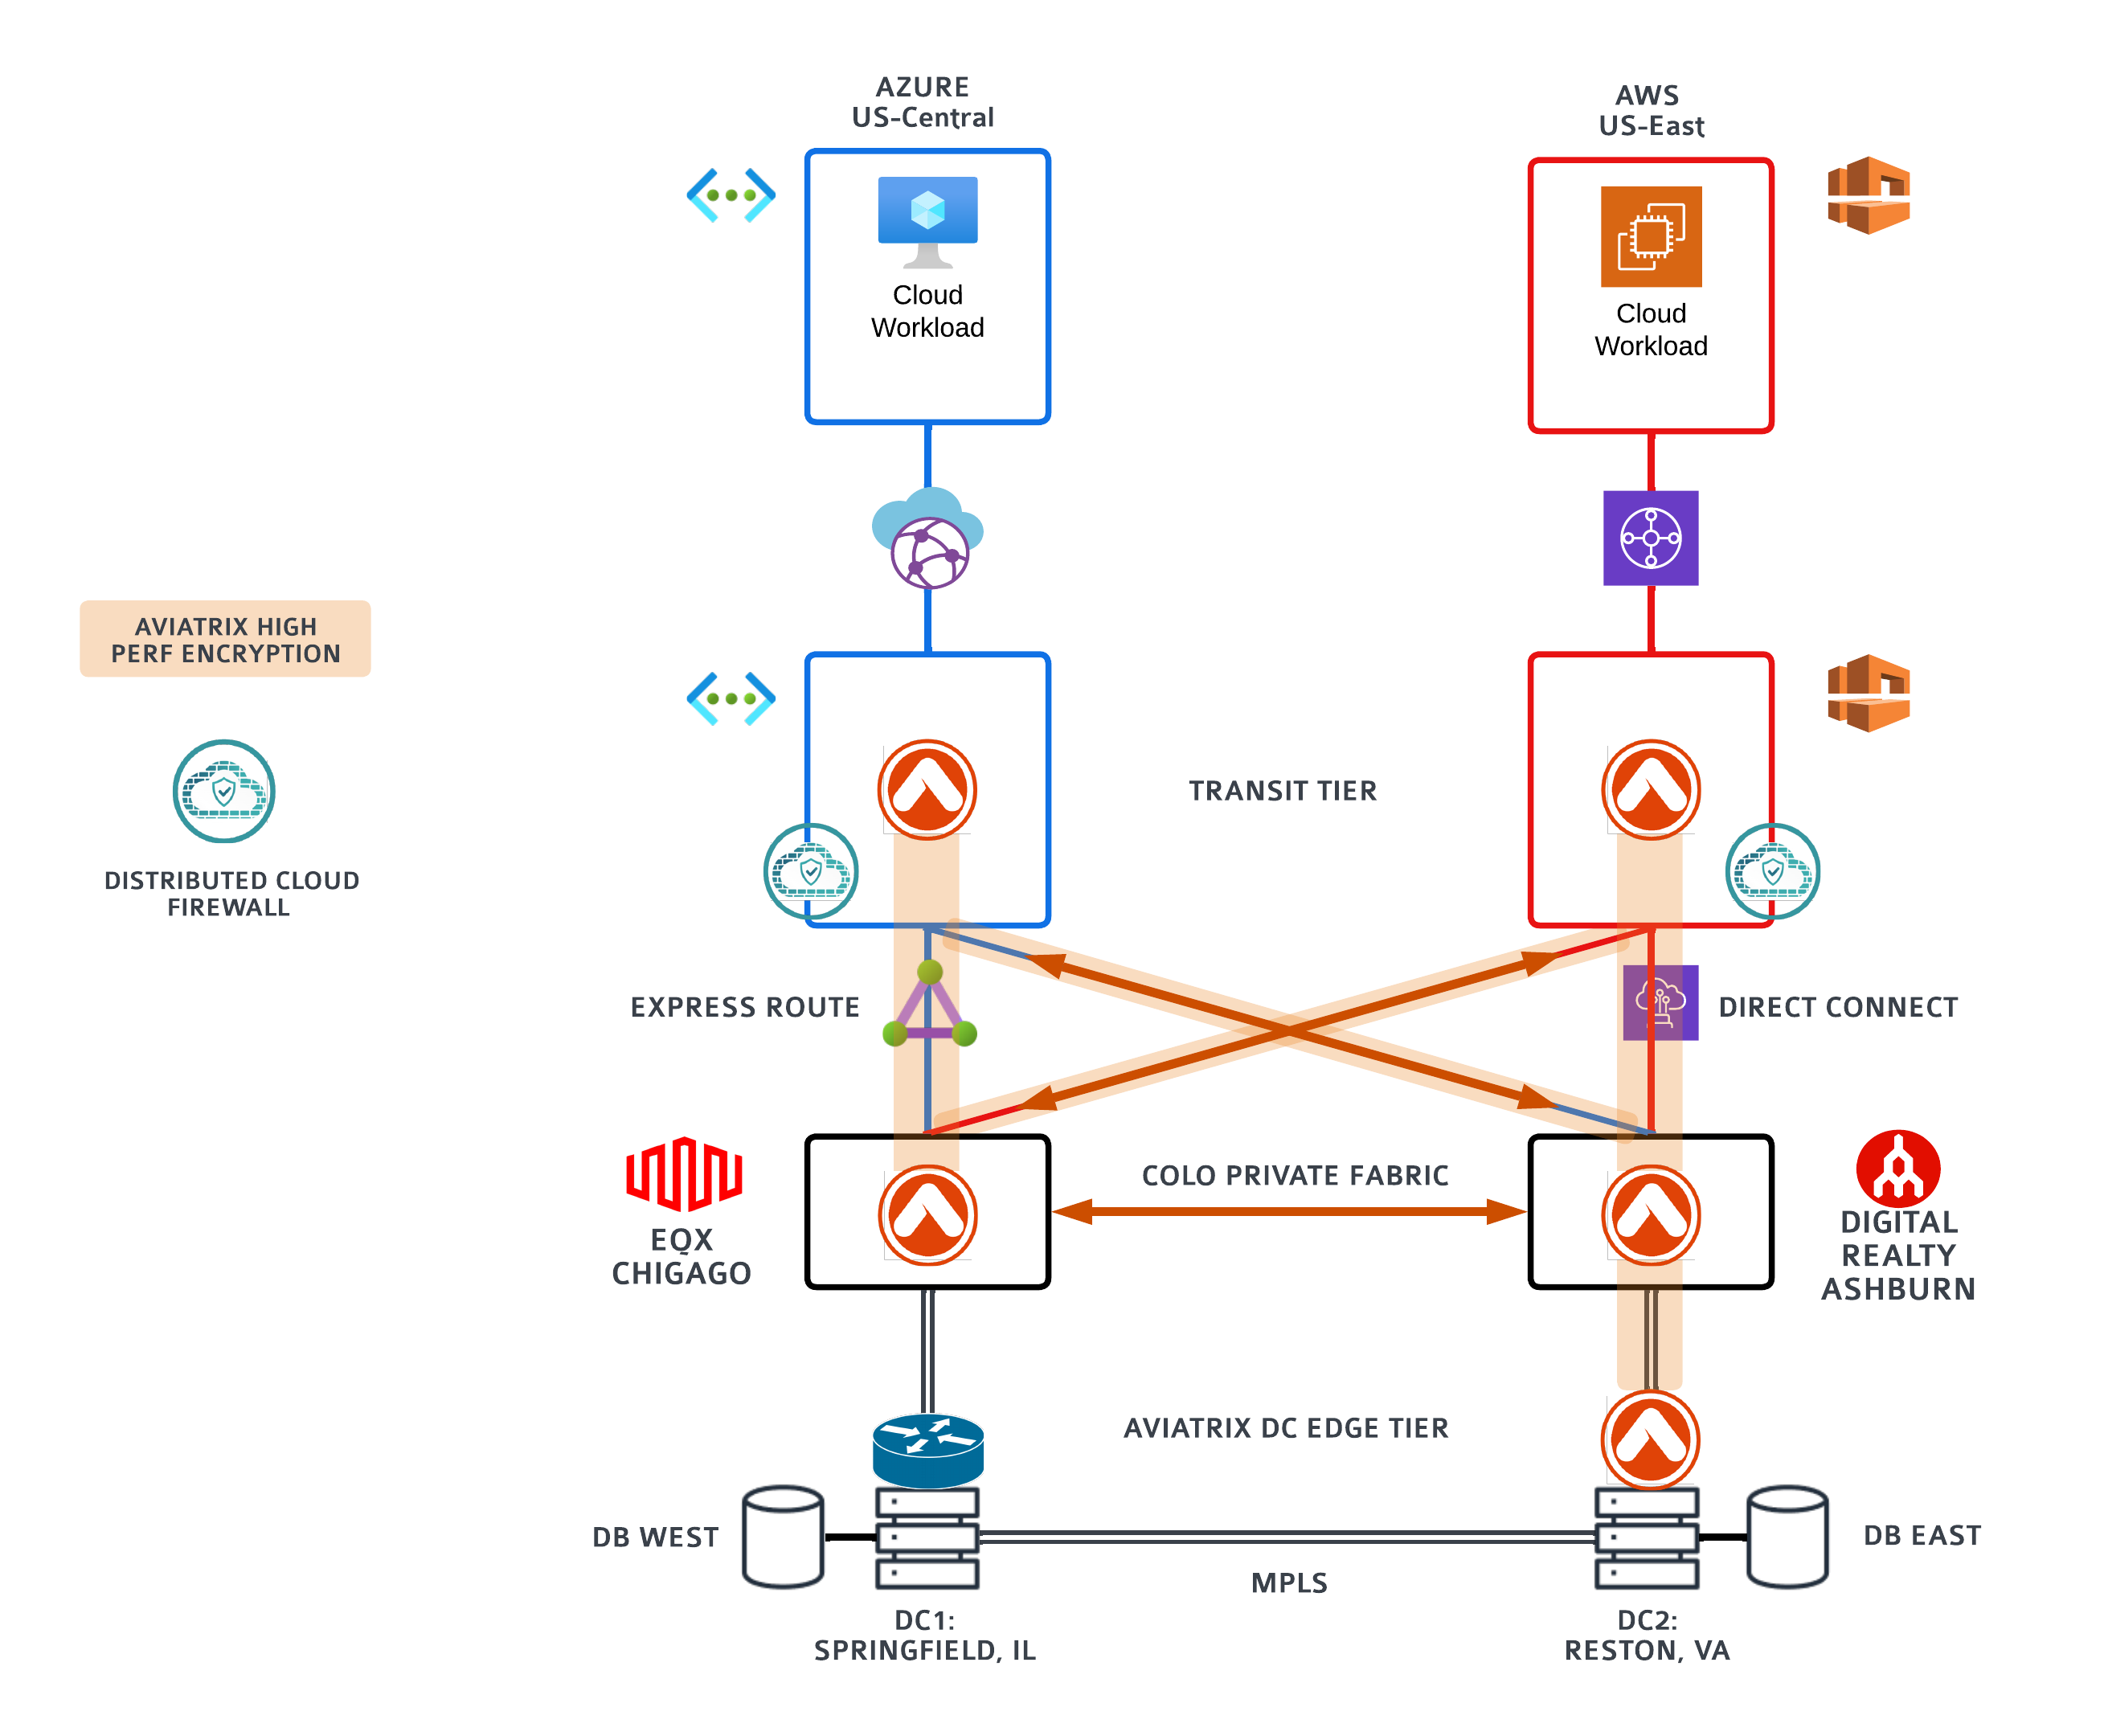 AZURE
US-Central
AWS
US-East
Cloud
Workload
Cloud
Workload
AVIATRIX HIGH
PERF ENCRYPTION
TRANSIT TIER
DISTRIBUTED CLOUD
FIREWALL
EXPRESS ROUTE
DIRECT CONNECT
COLO PRIVATE FABRIC
EQX
CHIGAGO
DIGITAL
REALTY
ASHBURN
AVIATRIX DC EDGE TIER
DB WEST
DB EAST
MPLS
DC1:
SPRINGFIELD, IL
DC2:
RESTON, VA